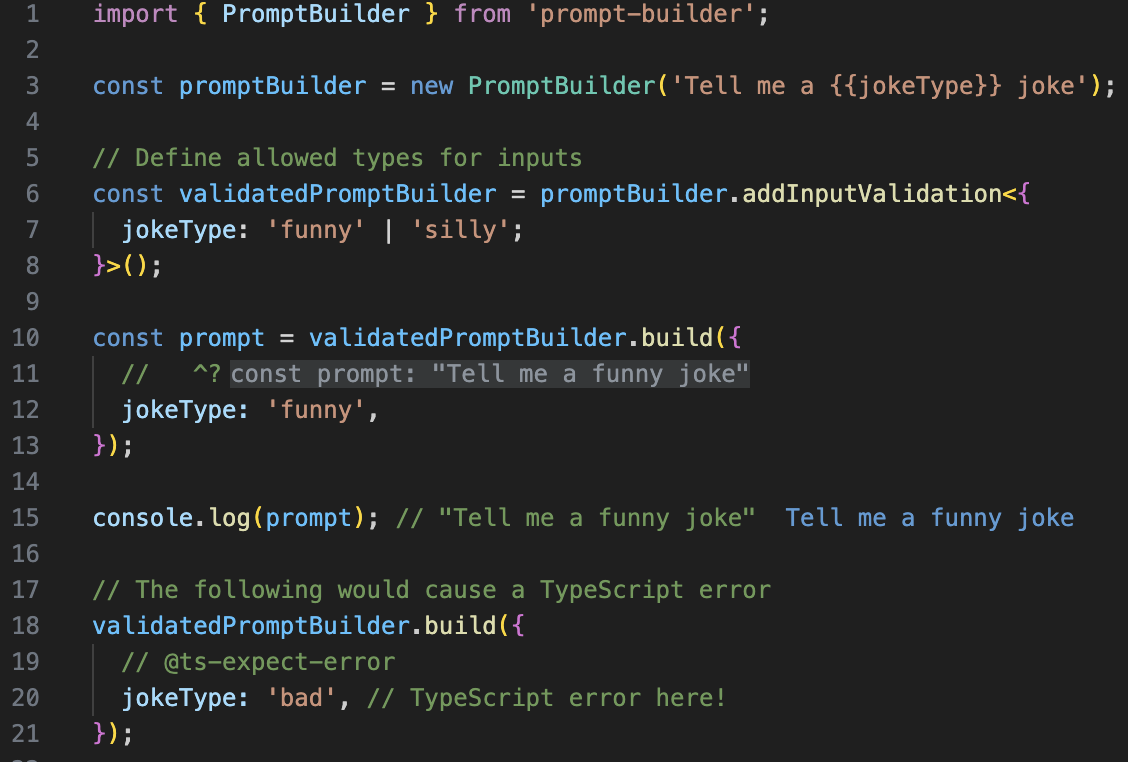 1 import { PromptBuilder } from 'prompt-builder';
2
3 const promptBuilder = new PromptBuilder('Tell me a {{jokeType}} joke');
4
5 // Define allowed types for inputs
6 const validatedPromptBuilder = promptBuilder.addInputValidation<{
7   jokeType: 'funny' | 'silly';
8 }>();
9
10 const prompt = validatedPromptBuilder.build({
11   //   ^? const prompt: "Tell me a funny joke"
12   jokeType: 'funny',
13 });
14
15 console.log(prompt); // "Tell me a funny joke"  Tell me a funny joke
16
17 // The following would cause a TypeScript error
18 validatedPromptBuilder.build({
19   // @ts-expect-error
20   jokeType: 'bad', // TypeScript error here!
21 });